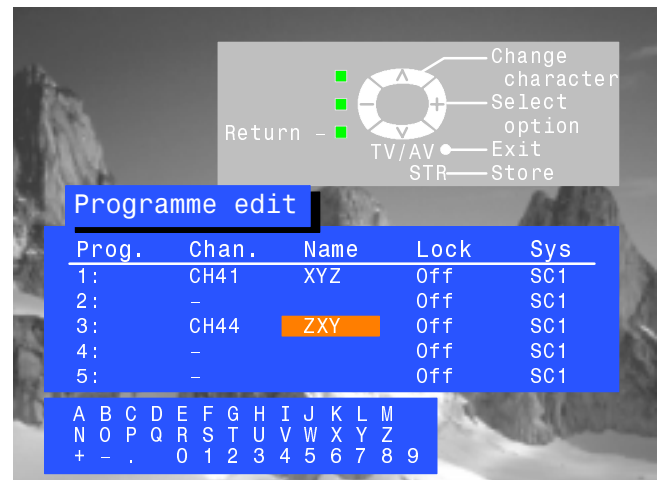 Change
character
Select
option
Return –
TV/AV Exit
STR Store
Programme edit
Prog. Chan. Name Lock Sys
1: CH41 XYZ Off SC1
2: – Off SC1
3: CH44 ZXY Off SC1
4: – Off SC1
5: – Off SC1
A B C D E F G H I J K L M
N O P Q R S T U V W X Y Z
+ – . 0 1 2 3 4 5 6 7 8 9